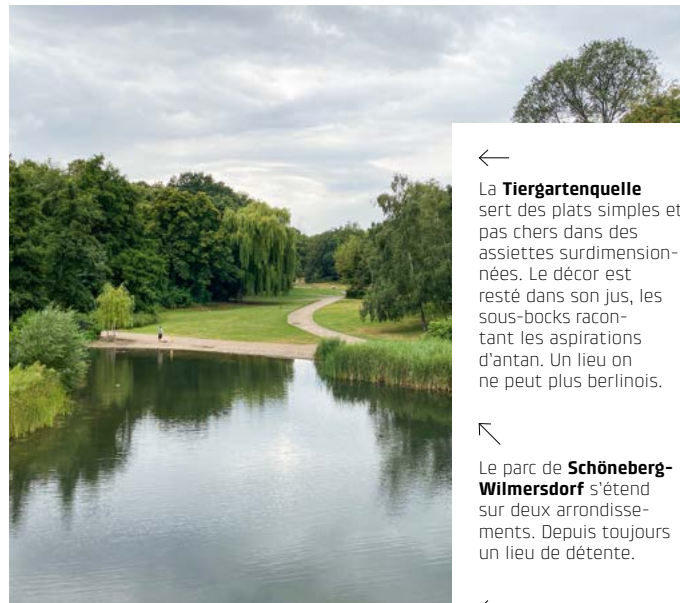 ←
La Tiergartenquelle
sert des plats simples et
pas chers dans des
assiettes surdimension-
nées. Le décor est
resté dans son jus, les
sous-bocks racon-
tant les aspirations
d'antan. Un lieu on
ne peut plus berlinois.
↖
Le parc de Schöneberg-
Wilmersdorf s'étend
sur deux arrondisse-
ments. Depuis toujours
un lieu de détente.